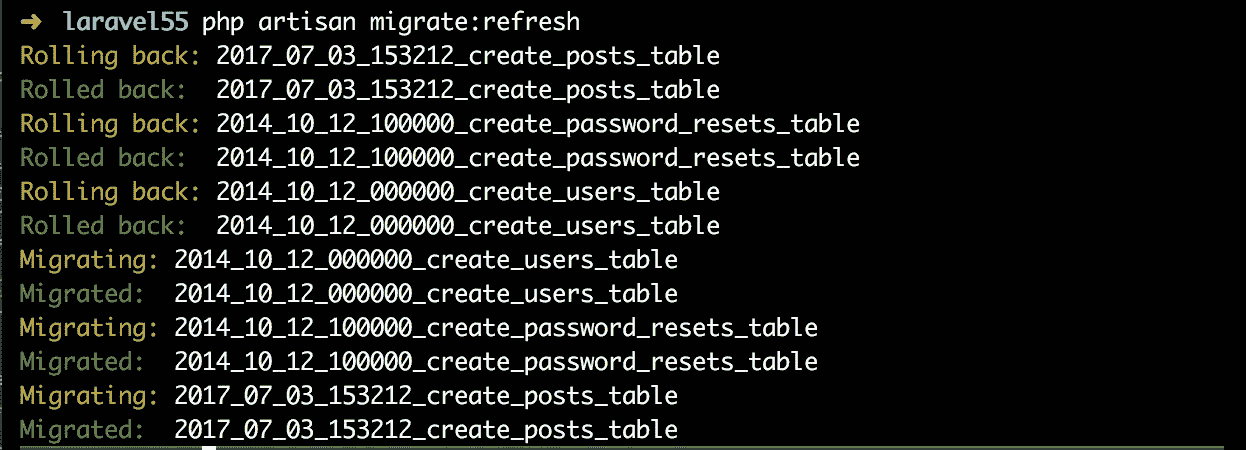 ➜ laravel55 php artisan migrate:refresh
Rolling back: 2017_07_03_153212_create_posts_table
Rolled back:  2017_07_03_153212_create_posts_table
Rolling back: 2014_10_12_100000_create_password_resets_table
Rolled back:  2014_10_12_100000_create_password_resets_table
Rolling back: 2014_10_12_000000_create_users_table
Rolled back:  2014_10_12_000000_create_users_table
Migrating: 2014_10_12_000000_create_users_table
Migrated:  2014_10_12_000000_create_users_table
Migrating: 2014_10_12_100000_create_password_resets_table
Migrated:  2014_10_12_100000_create_password_resets_table
Migrating: 2017_07_03_153212_create_posts_table
Migrated:  2017_07_03_153212_create_posts_table